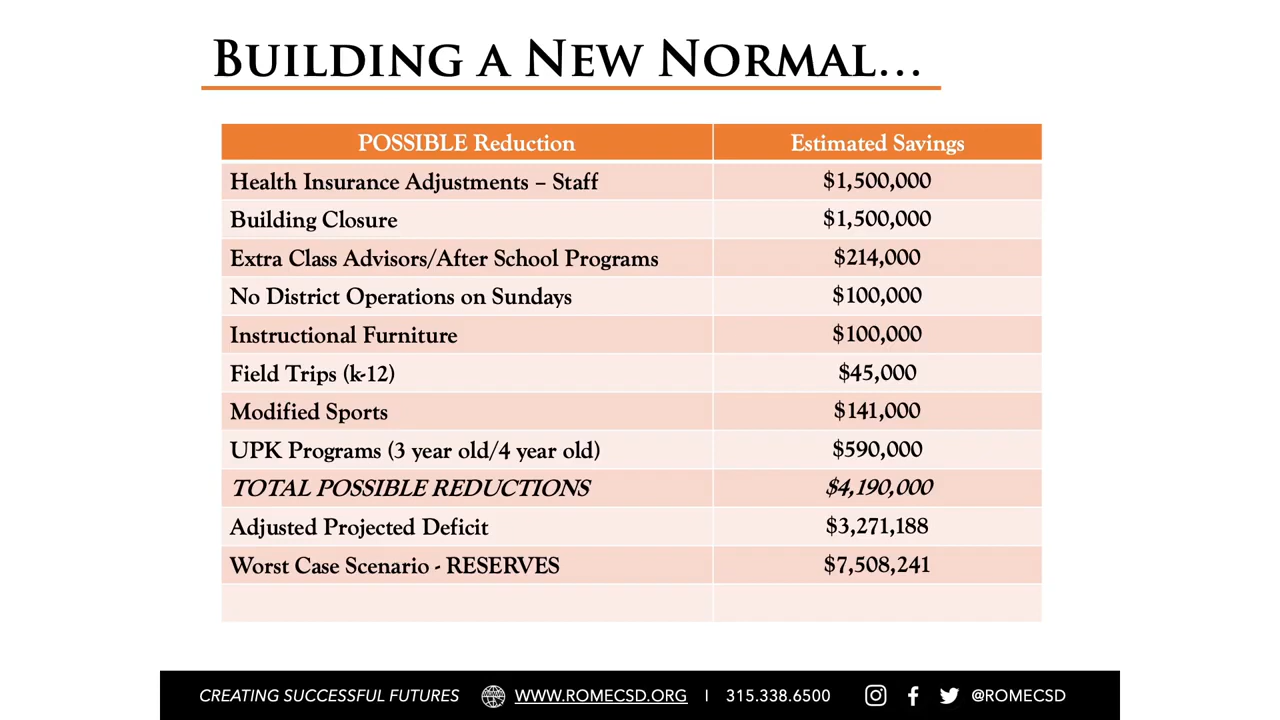 BUILDING A NEW NORMAL...
POSSIBLE Reduction Estimated Savings
Health Insurance Adjustments – Staff $1,500,000
Building Closure $1,500,000
Extra Class Advisors/After School Programs $214,000
No District Operations on Sundays $100,000
Instructional Furniture $100,000
Field Trips (k-12) $45,000
Modified Sports $141,000
UPK Programs (3 year old/4 year old) $590,000
TOTAL POSSIBLE REDUCTIONS $4,190,000
Adjusted Projected Deficit $3,271,188
Worst Case Scenario - RESERVES $7,508,241
CREATING SUCCESSFUL FUTURES WWW.ROMECSD.ORG | 315.338.6500 @ROMECSD